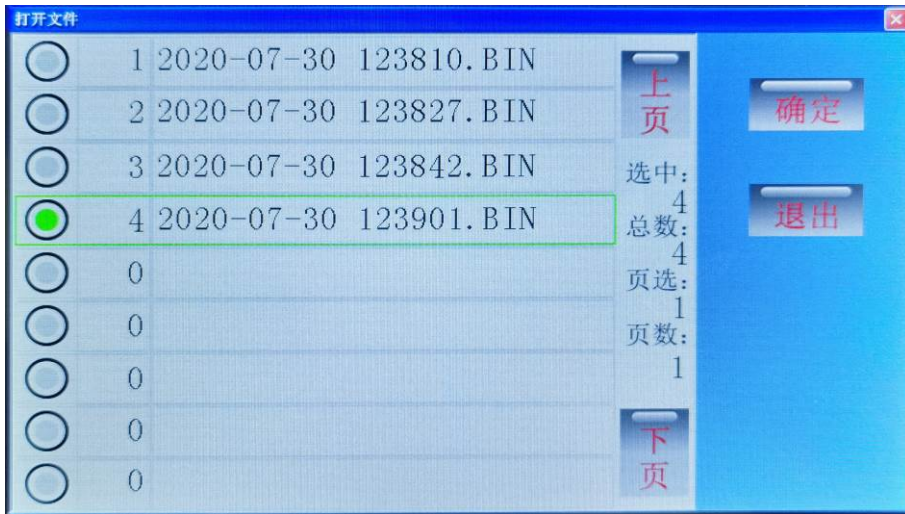 打开文件
1 2020-07-30 123810.BIN
2 2020-07-30 123827.BIN
3 2020-07-30 123842.BIN
4 2020-07-30 123901.BIN
0
0
0
0
0
上页
选中:
4
总数:
4
页选:
1
页数:
1
下页
确定
退出